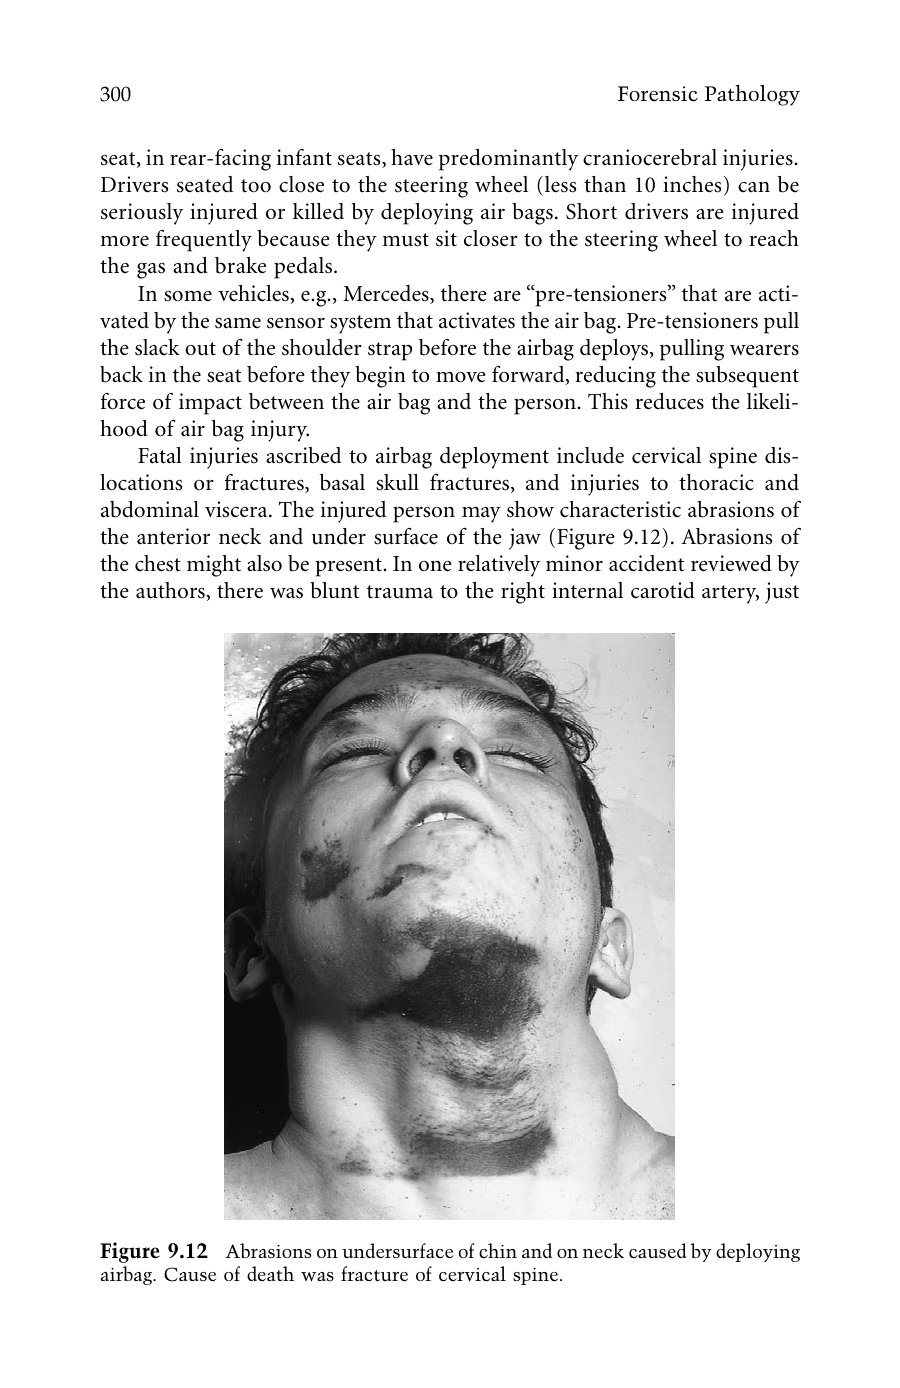 300 Forensic Pathology
seat, in rear-facing infant seats, have predominantly craniocerebral injuries.
Drivers seated too close to the steering wheel (less than 10 inches) can be
seriously injured or killed by deploying air bags. Short drivers are injured
more frequently because they must sit closer to the steering wheel to reach
the gas and brake pedals.
In some vehicles, e.g., Mercedes, there are “pre-tensioners” that are acti-
vated by the same sensor system that activates the air bag. Pre-tensioners pull
the slack out of the shoulder strap before the airbag deploys, pulling wearers
back in the seat before they begin to move forward, reducing the subsequent
force of impact between the air bag and the person. This reduces the likeli-
hood of air bag injury.
Fatal injuries ascribed to airbag deployment include cervical spine dis-
locations or fractures, basal skull fractures, and injuries to thoracic and
abdominal viscera. The injured person may show characteristic abrasions of
the anterior neck and under surface of the jaw (Figure 9.12). Abrasions of
the chest might also be present. In one relatively minor accident reviewed by
the authors, there was blunt trauma to the right internal carotid artery, just
Figure 9.12 Abrasions on undersurface of chin and on neck caused by deploying
airbag. Cause of death was fracture of cervical spine.